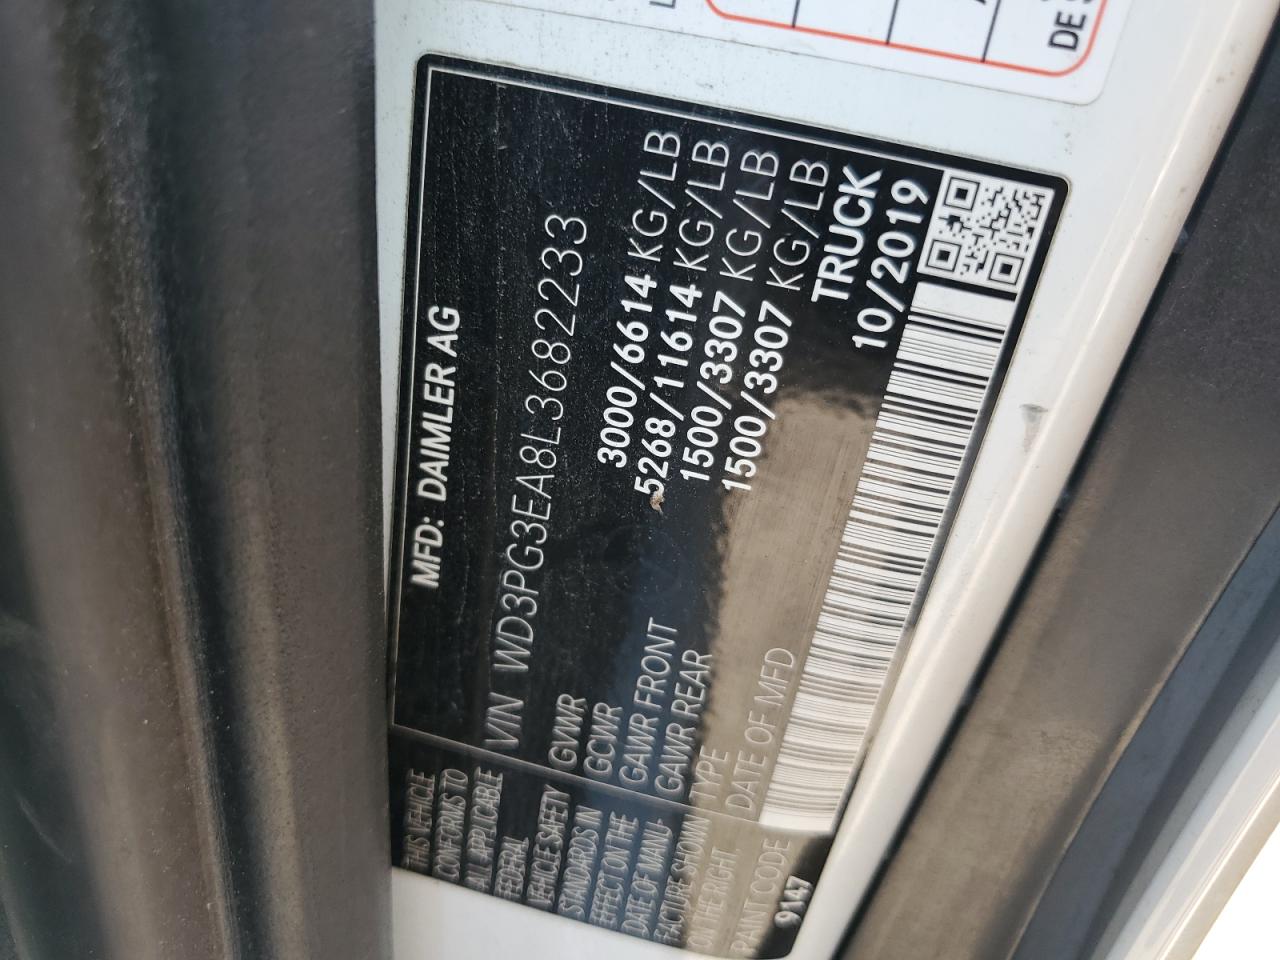 MFD: DAIMLER AG
VIN WD3PG3EA8L3682233
GVWR 3000/6614 KG/LB
GCWR 5268/11614 KG/LB
GAWR FRONT 1500/3307 KG/LB
GAWR REAR 1500/3307 KG/LB
TYPE TRUCK
DATE OF MFD 10/2019
THIS VEHICLE
CONFORMS TO
ALL APPLICABLE
FEDERAL
VEHICLE SAFETY
STANDARDS IN
EFFECT ON THE
DATE OF MANU-
FACTURE SHOWN
ON THE RIGHT
PAINT CODE
9147
DE